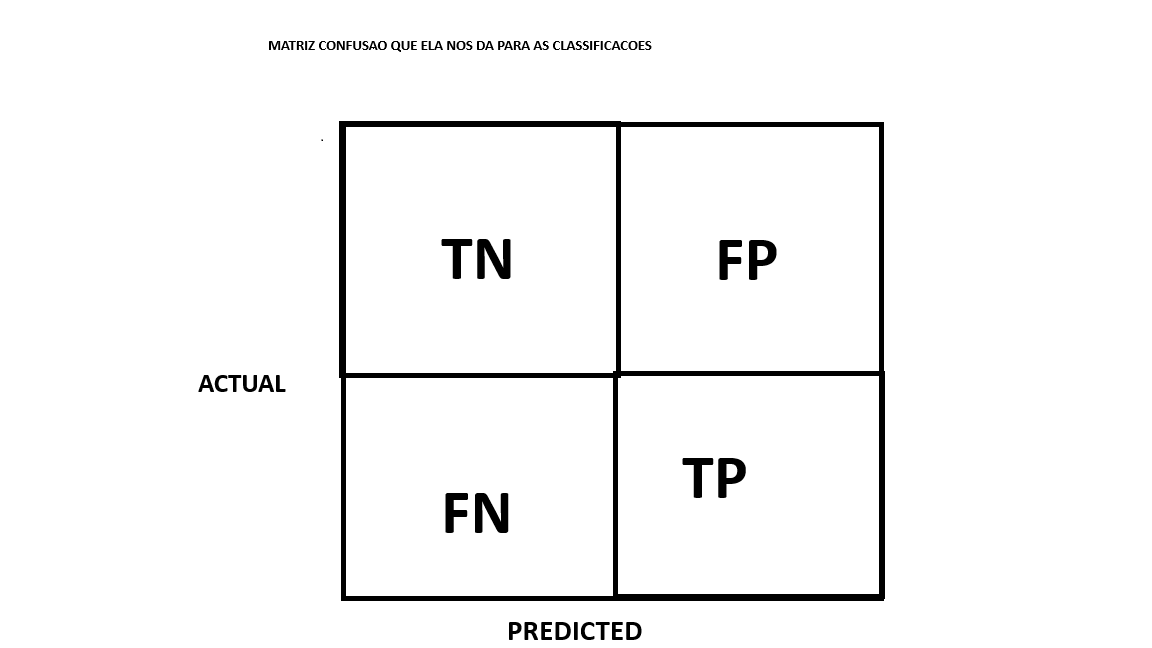 MATRIZ CONFUSAO QUE ELA NOS DA PARA AS CLASSIFICACOES
TN FP
ACTUAL
FN TP
PREDICTED